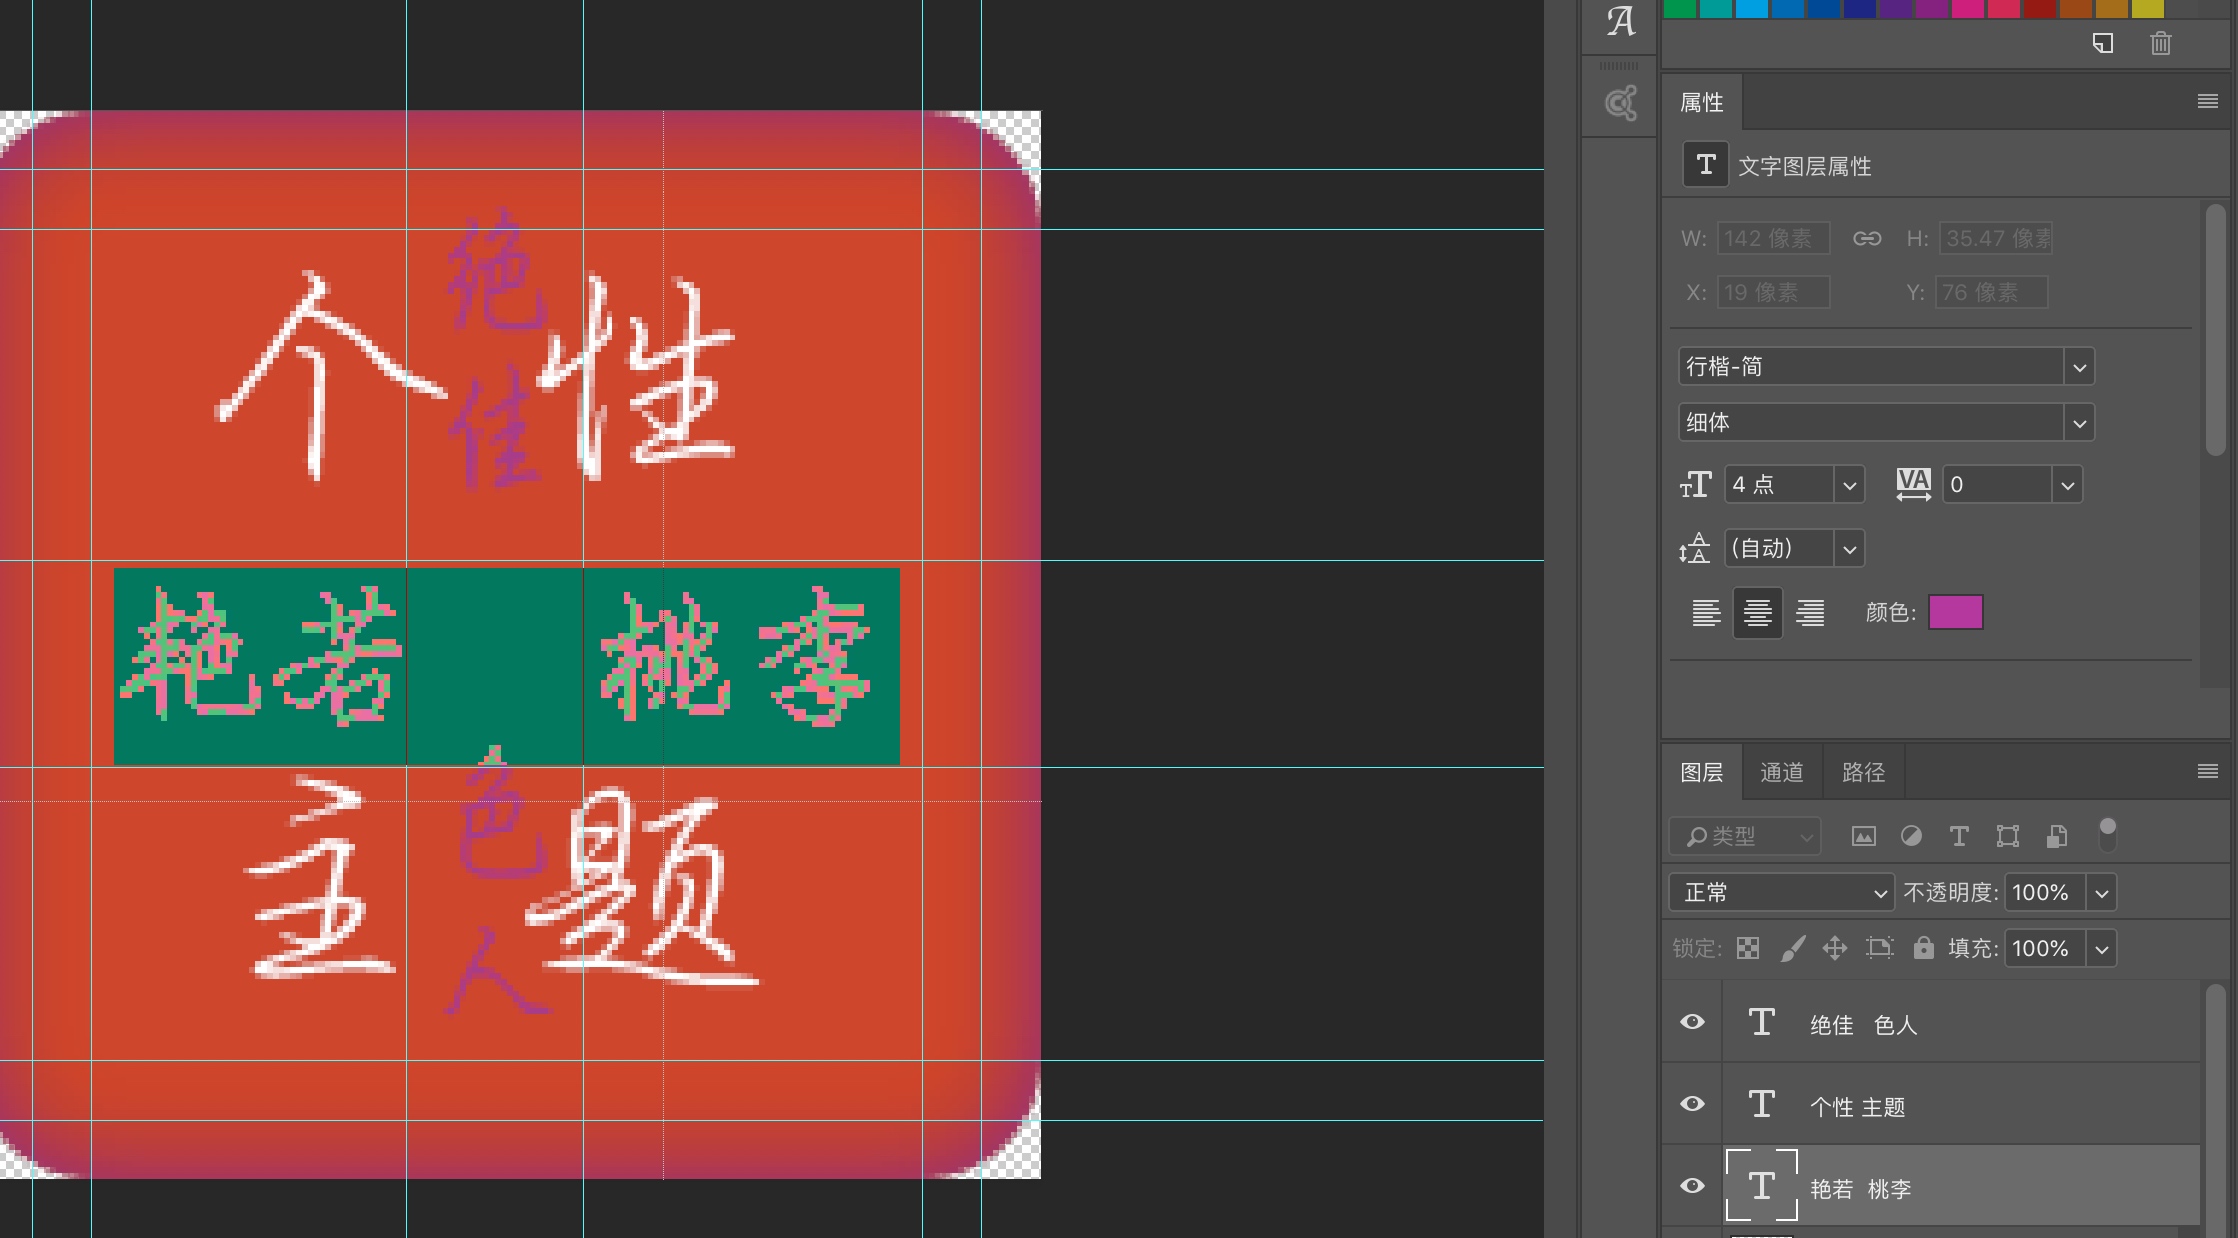 绝佳
个性
艳若 桃李
色人
主题
属性
T 文字图层属性
W: 142 像素 H: 35.47 像素
X: 19 像素 Y: 76 像素
行楷-简
细体
4 点 VA 0
(自动)
颜色:
图层 通道 路径
类型
正常 不透明度: 100%
锁定: 填充: 100%
T 绝佳 色人
T 个性 主题
T 艳若 桃李